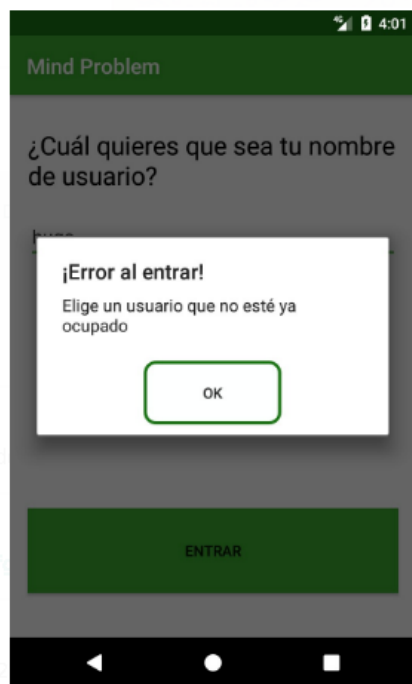 4G 4:01
Mind Problem
¿Cuál quieres que sea tu nombre
de usuario?
¡Error al entrar!
Elige un usuario que no esté ya
ocupado
OK
ENTRAR